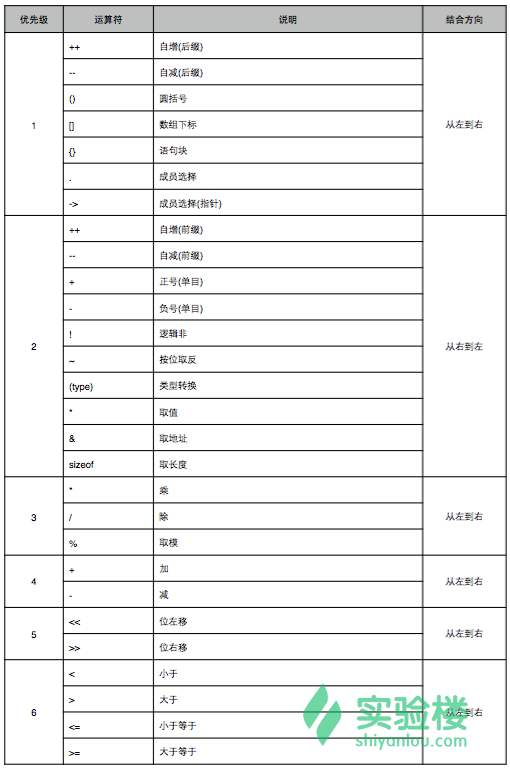 优先级 运算符 说明 结合方向
++ 自增(后缀)
-- 自减(后缀)
() 圆括号
1 [] 数组下标 从左到右
{} 语句块
. 成员选择
-> 成员选择(指针)
++ 自增(前缀)
-- 自减(前缀)
+ 正号(单目)
- 负号(单目)
2 ! 逻辑非 从右到左
~ 按位取反
(type) 类型转换
* 取值
& 取地址
sizeof 取长度
* 乘
3 / 除 从左到右
% 取模
+ 加
4 从左到右
- 减
<< 位左移
5 从左到右
>> 位右移
< 小于
> 大于
6 从左到右
<= 小于等于
>= 大于等于
实验楼
shiyanlou.com